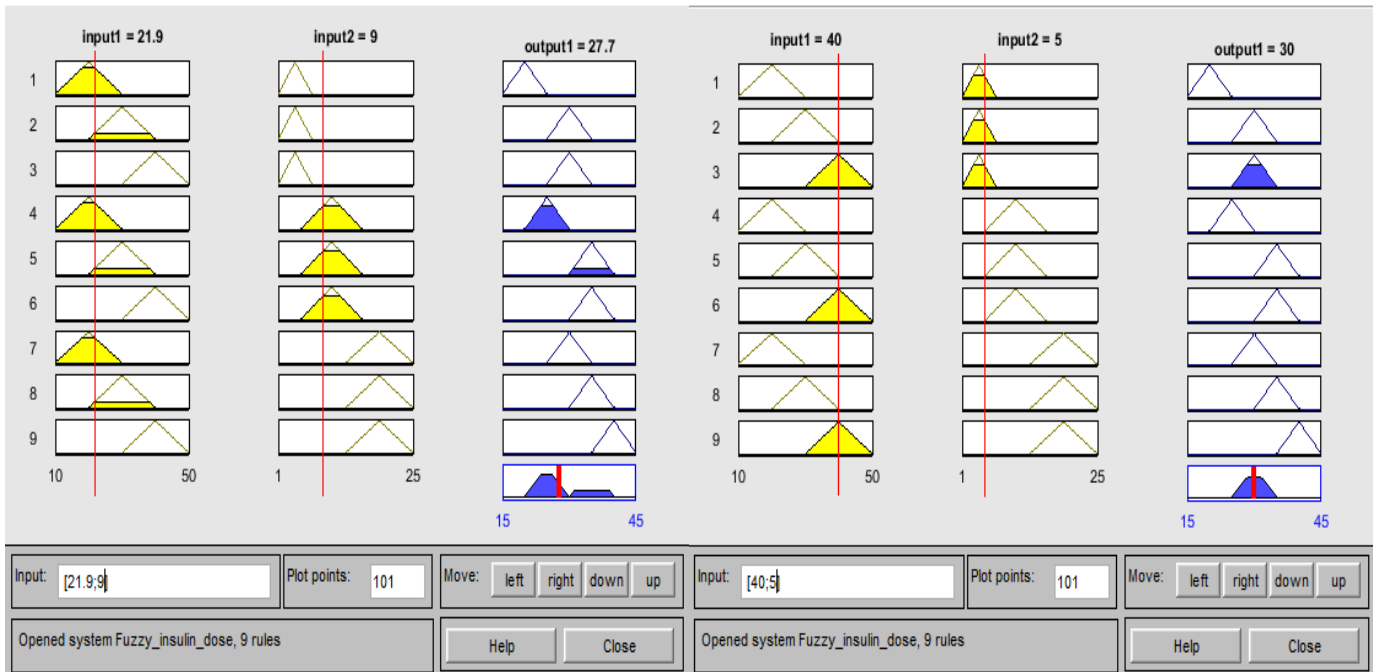 input1 = 21.9
input2 = 9
output1 = 27.7
1
2
3
4
5
6
7
8
9
10
50
1
25
15
45
Input:
[21.9;9]
Plot points:
101
Move:
left
right
down
up
Opened system Fuzzy_insulin_dose, 9 rules
Help
Close
input1 = 40
input2 = 5
output1 = 30
1
2
3
4
5
6
7
8
9
10
50
1
25
15
45
Input:
[40;5]
Plot points:
101
Move:
left
right
down
up
Opened system Fuzzy_insulin_dose, 9 rules
Help
Close